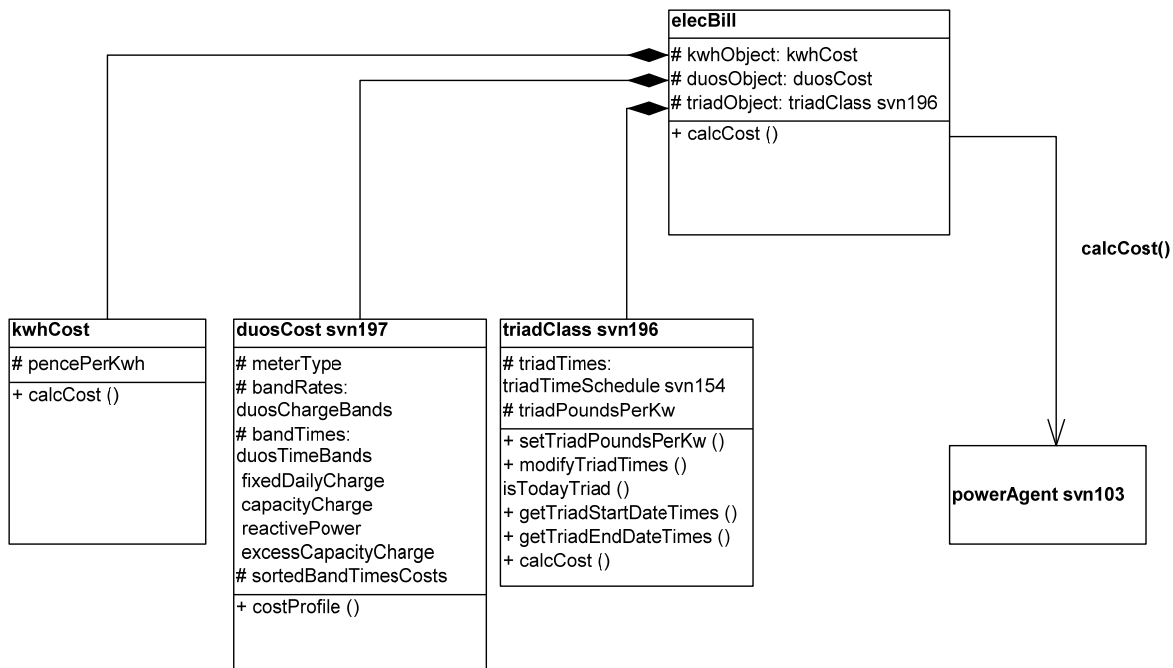 elecBill
# kwhObject: kwhCost
# duosObject: duosCost
# triadObject: triadClass svn196
+ calcCost ()
calcCost()
kwhCost
# pencePerKwh
+ calcCost ()
duosCost svn197
# meterType
# bandRates:
duosChargeBands
# bandTimes:
duosTimeBands
fixedDailyCharge
capacityCharge
reactivePower
excessCapacityCharge
# sortedBandTimesCosts
+ costProfile ()
triadClass svn196
# triadTimes:
triadTimeSchedule svn154
# triadPoundsPerKw
+ setTriadPoundsPerKw ()
+ modifyTriadTimes ()
isTodayTriad ()
+ getTriadStartDateTimes ()
+ getTriadEndDateTimes ()
+ calcCost ()
powerAgent svn103